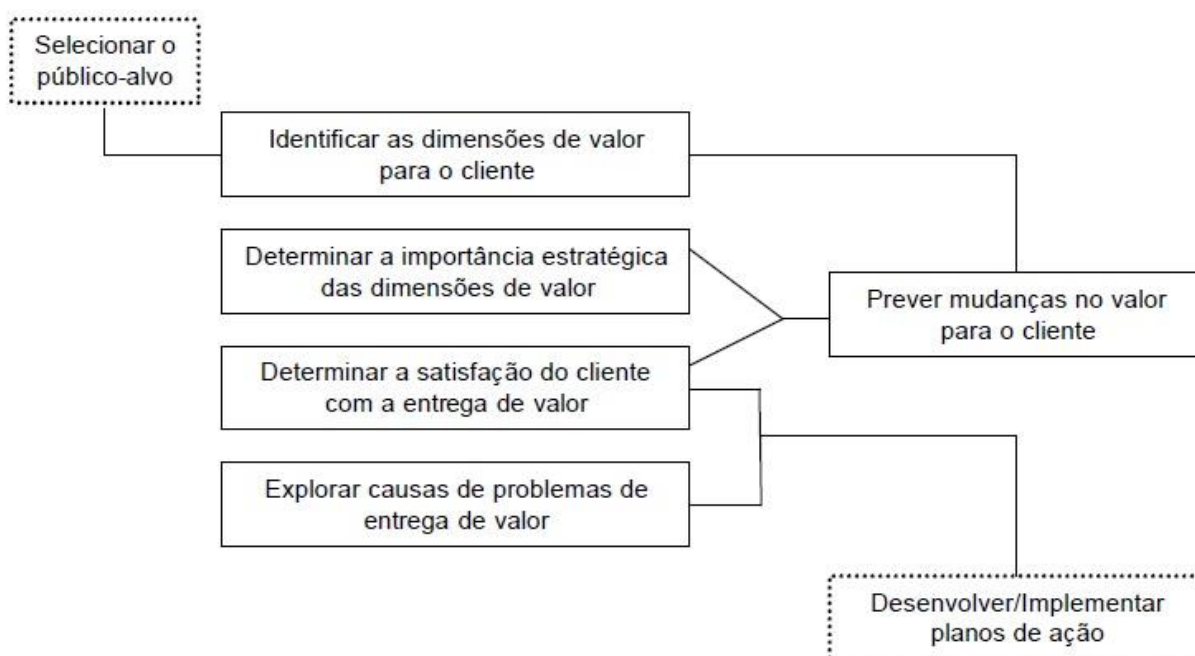 Selecionar o
público-alvo
Identificar as dimensões de valor
para o cliente
Determinar a importância estratégica
das dimensões de valor
Prever mudanças no valor
para o cliente
Determinar a satisfação do cliente
com a entrega de valor
Explorar causas de problemas de
entrega de valor
Desenvolver/Implementar
planos de ação